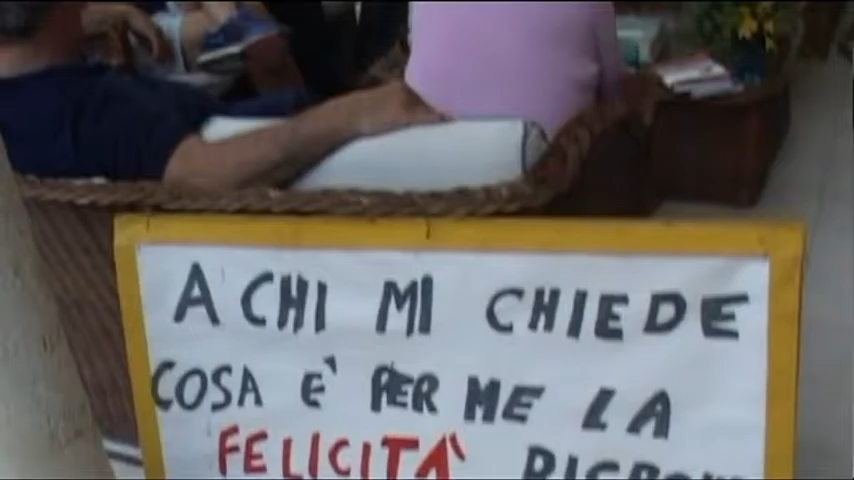 A CHI MI CHIEDE
COSA E' PER ME LA
FELICITÀ